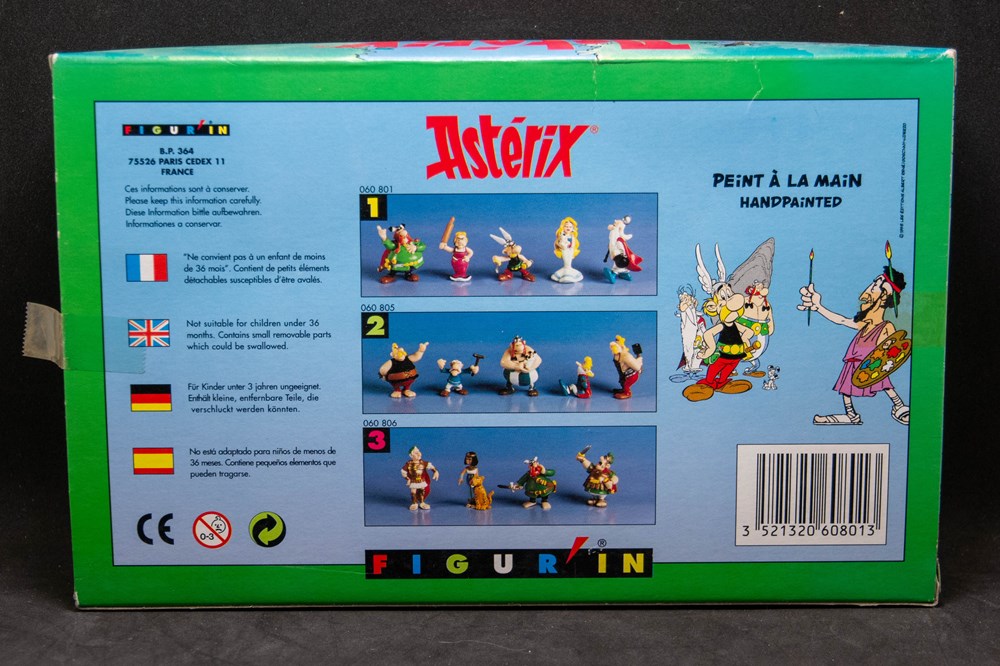 FIGUR'IN
B.P. 364
75526 PARIS CEDEX 11
FRANCE
Ces informations sont à conserver.
Please keep this information carefully.
Diese Information bittle aufbewahren.
Informationes a conservar.
"Ne convient pas à un enfant de moins
de 36 mois". Contient de petits éléments
détachables susceptibles d'être avalés.
Not suitable for children under 36
months. Contains small removable parts
which could be swallowed.
Für Kinder unter 3 jahren ungeeignet.
Enthält kleine, entfernbare Teile, die
verschluckt werden könnten.
No está adaptado para niños de menos de
36 meses. Contiene pequeños elementos que
pueden tragarse.
CE
0-3
Astérix®
060 801
1
060 805
2
060 806
3
FIGUR'IN®
PEINT À LA MAIN
HANDPAINTED
3 521320 608013